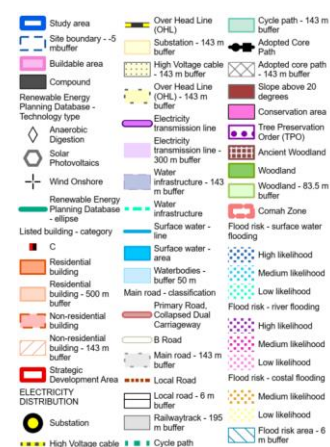 Study area
Site boundary - -5
mbuffer
Buildable area
Compound
Renewable Energy
Planning Database -
Technology type
Anaerobic
Digestion
Solar
Photovoltaics
Wind Onshore
Renewable Energy
Planning Database
- ellipse
Listed building - category
C
Residential
building
Residential
building - 500 m
buffer
Non-residential
building
Non-residential
building - 143 m
buffer
Strategic
Development Area
ELECTRICITY
DISTRIBUTION
Substation
High Voltage cable
Over Head Line
(OHL)
Substation - 143 m
buffer
High Voltage cable
- 143 m buffer
Over Head Line
(OHL) - 143 m
buffer
Electricity
transmission line
Electricity
transmission line -
300 m buffer
Water
infrastructure - 143
m buffer
Water
infrastructure
Surface water -
line
Surface water -
area
Waterbodies -
buffer 50 m
Main road - classification
Primary Road,
Collapsed Dual
Carriageway
B Road
Main road - 143 m
buffer
Local Road
Local road - 6 m
buffer
Railwaytrack - 195
m buffer
Cycle path
Cycle path - 143 m
buffer
Adopted Core
Path
Adopted core path
- 143 m buffer
Slope above 20
degrees
Conservation area
Tree Preservation
Order (TPO)
Ancient Woodland
Woodland
Woodland - 83.5 m
buffer
Comah Zone
Flood risk - surface water
flooding
High likelihood
Medium likelihood
Low likelihood
Flood risk - river flooding
High likelihood
Medium likelihood
Low likelihood
Flood risk - costal flooding
Medium likelihood
Low likelihood
Flood risk area - 6
m buffer